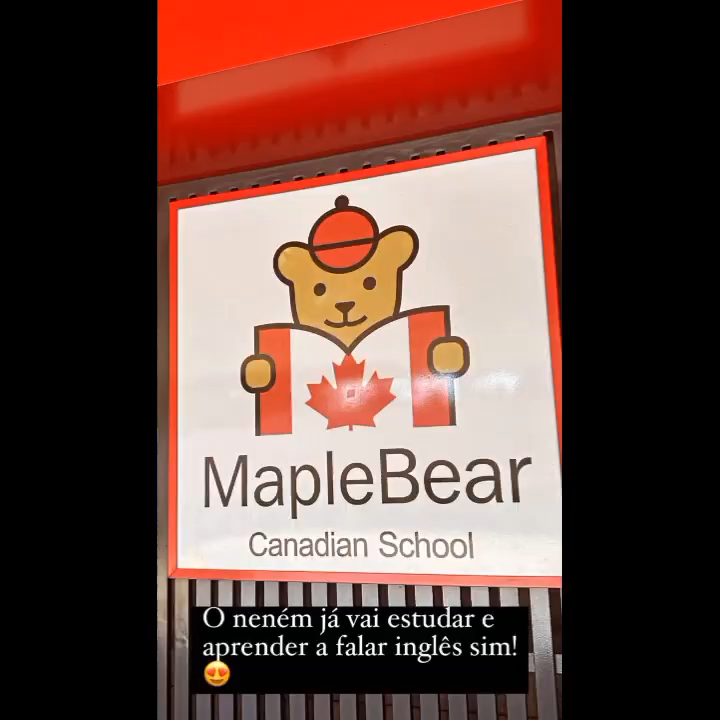 MapleBear
Canadian School
O neném já vai estudar e
aprender a falar inglês sim!
😍